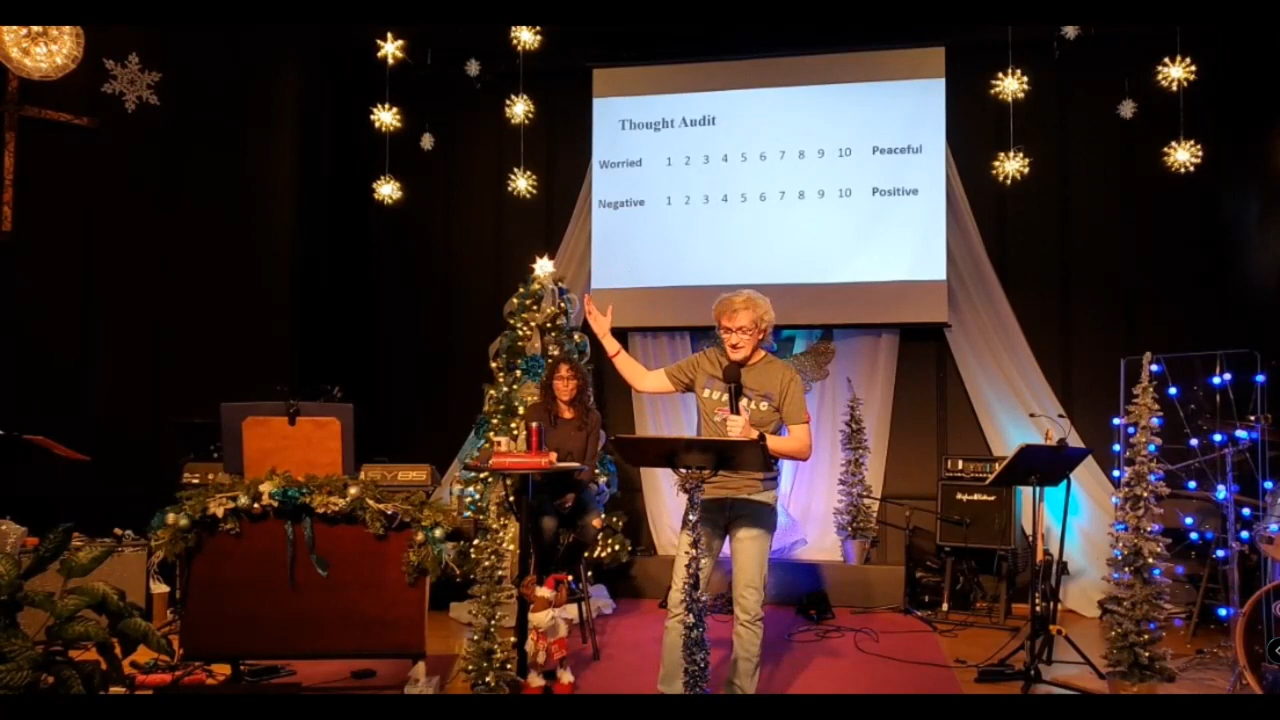 Thought Audit
Worried 1 2 3 4 5 6 7 8 9 10 Peaceful
Negative 1 2 3 4 5 6 7 8 9 10 Positive
BUFFALO